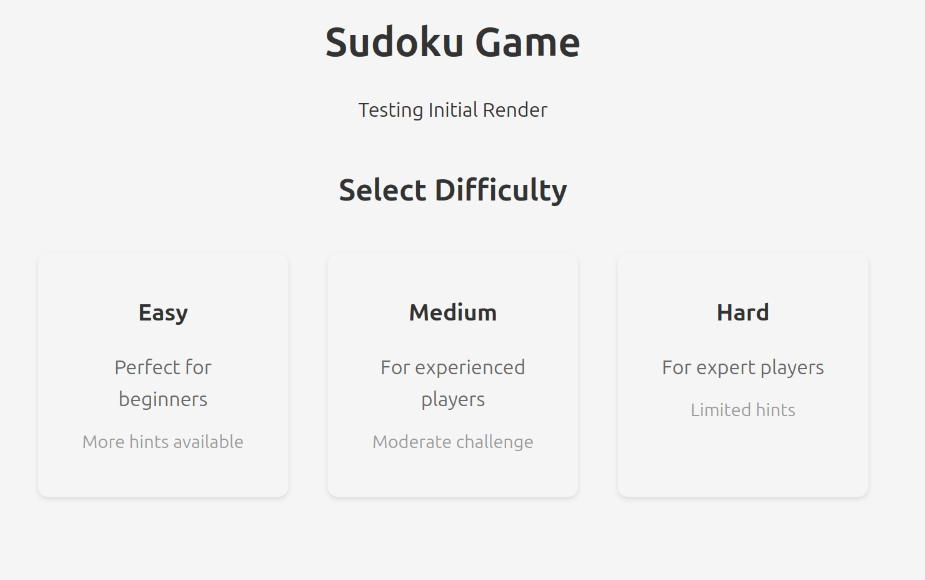 Sudoku Game
Testing Initial Render
Select Difficulty
Easy
Perfect for
beginners
More hints available
Medium
For experienced
players
Moderate challenge
Hard
For expert players
Limited hints